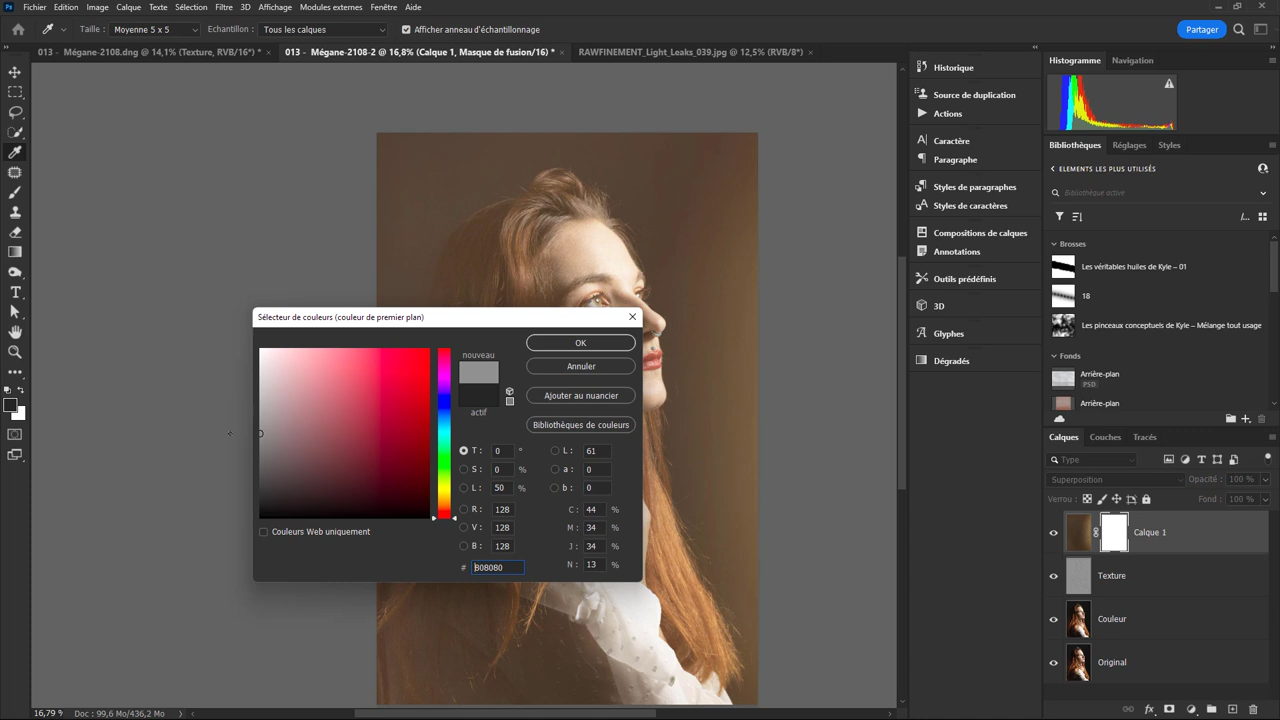 Ps Fichier Edition Image Calque Texte Sélection Filtre 3D Affichage Modules externes Fenêtre Aide
Taille : Moyenne 5 x 5 Echantillon : Tous les calques Afficher anneau d'échantillonnage Partager
013 - Mégane-2108.dng @ 14,1% (Texture, RVB/16*) * × 013 - Mégane-2108-2 @ 16,8% (Calque 1, Masque de fusion/16) * × RAWFINEMENT_Light_Leaks_039.jpg @ 12,5% (RVB/8*) ×
Historique
Source de duplication
Actions
Caractère
Paragraphe
Styles de paragraphes
Styles de caractères
Compositions de calques
Annotations
Outils prédéfinis
3D
Glyphes
Dégradés
Histogramme Navigation
Bibliothèques Réglages Styles
ELEMENTS LES PLUS UTILISÉS
Bibliothèque active
Brosses
Les véritables huiles de Kyle – 01
18
Les pinceaux conceptuels de Kyle – Mélange tout usage
Fonds
Arrière-plan
PSD
Arrière-plan
Calques Couches Tracés
Type
Superposition Opacité : 100 %
Verrou : Fond : 100 %
Calque 1
Texture
Couleur
Original
Sélecteur de couleurs (couleur de premier plan)
nouveau
actif
OK
Annuler
Ajouter au nuancier
Bibliothèques de couleurs
T : 0 ° L : 61
S : 0 % a : 0
L : 50 % b : 0
R : 128 C : 44 %
V : 128 M : 34 %
B : 128 J : 34 %
# 808080 N : 13 %
Couleurs Web uniquement
16,79 % Doc : 99,6 Mo/436,2 Mo